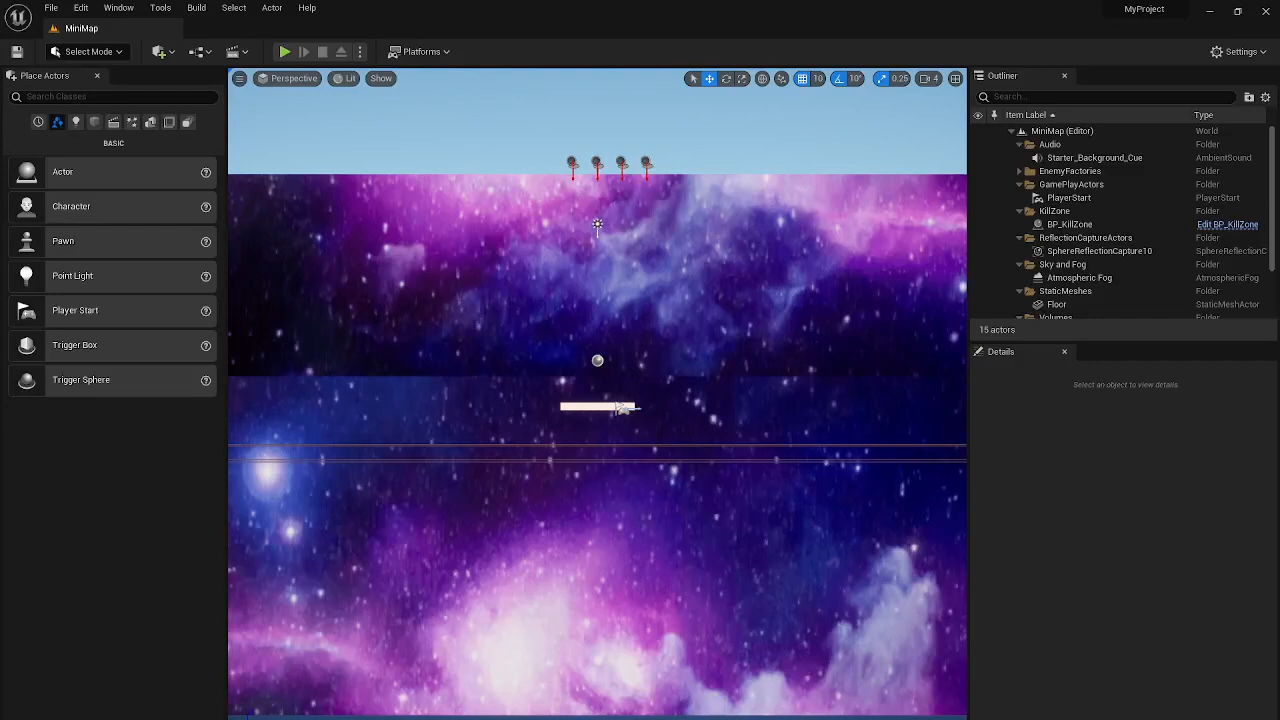 File Edit Window Tools Build Select Actor Help
MyProject
MiniMap
Select Mode
Platforms
Settings
Place Actors
Search Classes
BASIC
Actor
Character
Pawn
Point Light
Player Start
Trigger Box
Trigger Sphere
Perspective Lit Show
10 10° 0.25 4
Outliner
Search...
Item Label Type
MiniMap (Editor) World
Audio Folder
Starter_Background_Cue AmbientSound
EnemyFactories Folder
GamePlayActors Folder
PlayerStart PlayerStart
KillZone Folder
BP_KillZone Edit BP_KillZone
ReflectionCaptureActors Folder
SphereReflectionCapture10 SphereReflectionC
Sky and Fog Folder
Atmospheric Fog AtmosphericFog
StaticMeshes Folder
Floor StaticMeshActor
Volumes Folder
15 actors
Details
Select an object to view details